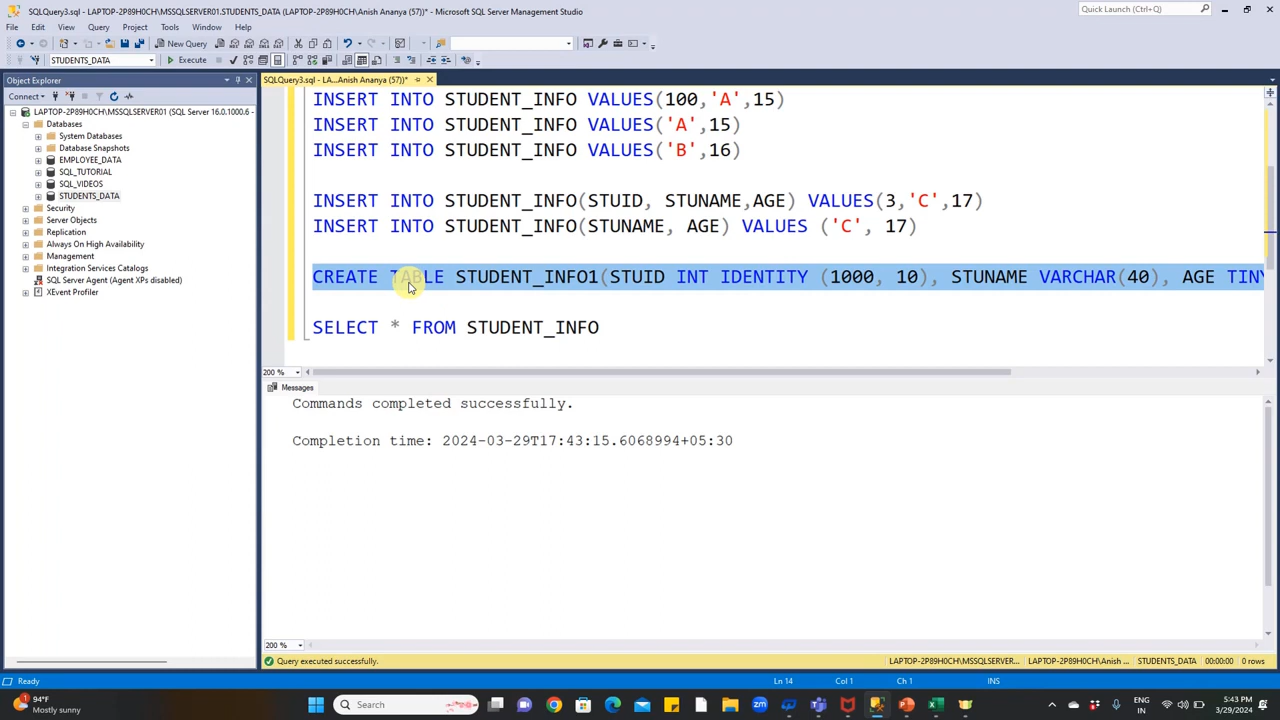 SQLQuery3.sql - LAPTOP-2P89H0CH\MSSQLSERVER01.STUDENTS_DATA (LAPTOP-2P89H0CH\Anish Ananya (57))* - Microsoft SQL Server Management Studio
Quick Launch (Ctrl+Q)
File Edit View Query Project Tools Window Help
New Query
STUDENTS_DATA Execute
Object Explorer
SQLQuery3.sql - LA...Anish Ananya (57))*
Connect
LAPTOP-2P89H0CH\MSSQLSERVER01 (SQL Server 16.0.1000.6 -
Databases
System Databases
Database Snapshots
EMPLOYEE_DATA
SQL_TUTORIAL
SQL_VIDEOS
STUDENTS_DATA
Security
Server Objects
Replication
Always On High Availability
Management
Integration Services Catalogs
SQL Server Agent (Agent XPs disabled)
XEvent Profiler
INSERT INTO STUDENT_INFO VALUES(100,'A',15)
INSERT INTO STUDENT_INFO VALUES('A',15)
INSERT INTO STUDENT_INFO VALUES('B',16)
INSERT INTO STUDENT_INFO(STUID, STUNAME,AGE) VALUES(3,'C',17)
INSERT INTO STUDENT_INFO(STUNAME, AGE) VALUES ('C', 17)
CREATE TABLE STUDENT_INFO1(STUID INT IDENTITY (1000, 10), STUNAME VARCHAR(40), AGE TINY
SELECT * FROM STUDENT_INFO
200 %
Messages
Commands completed successfully.
Completion time: 2024-03-29T17:43:15.6068994+05:30
200 %
Query executed successfully. LAPTOP-2P89H0CH\MSSQLSERVER... LAPTOP-2P89H0CH\Anish ... STUDENTS_DATA 00:00:00 0 rows
Ready Ln 14 Col 1 Ch 1 INS
94°F
Mostly sunny
Search
ENG
IN
5:43 PM
3/29/2024